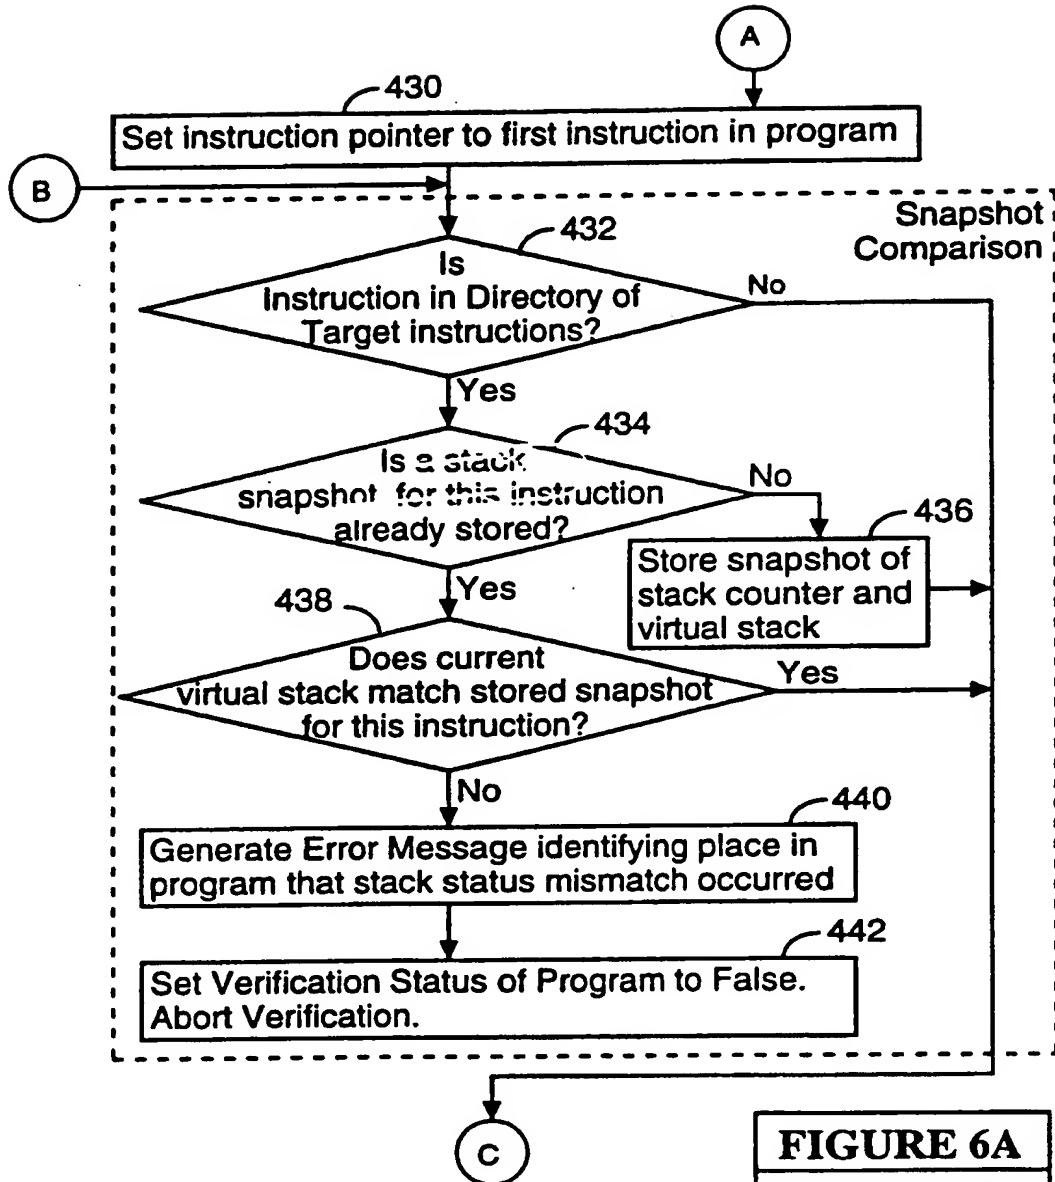 A
430
Set instruction pointer to first instruction in program
B
Snapshot
Comparison
432
Is
Instruction in Directory of
Target instructions?
No
Yes
434
Is a stack
snapshot for this instruction
already stored?
No
436
Store snapshot of
stack counter and
virtual stack
Yes
438
Does current
virtual stack match stored snapshot
for this instruction?
Yes
No
440
Generate Error Message identifying place in
program that stack status mismatch occurred
442
Set Verification Status of Program to False.
Abort Verification.
C
FIGURE 6A